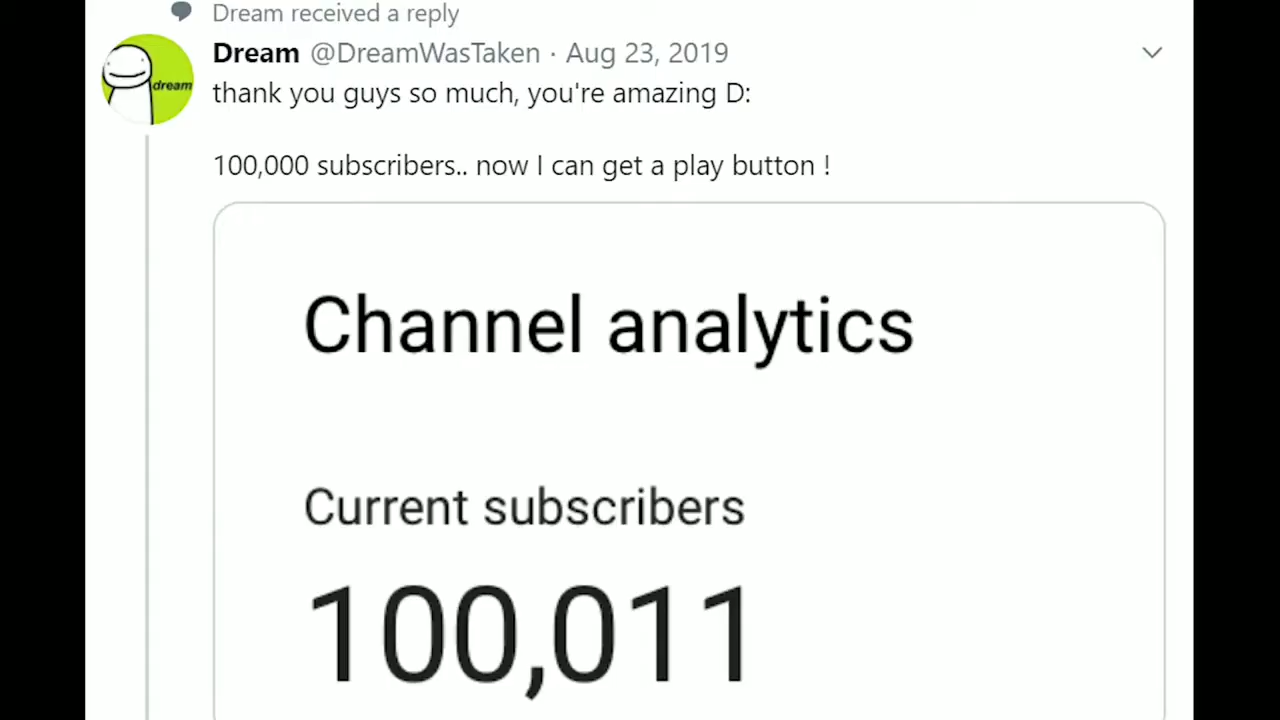 Dream received a reply
Dream @DreamWasTaken · Aug 23, 2019
dream
thank you guys so much, you're amazing D:
100,000 subscribers.. now I can get a play button !
Channel analytics
Current subscribers
100,011